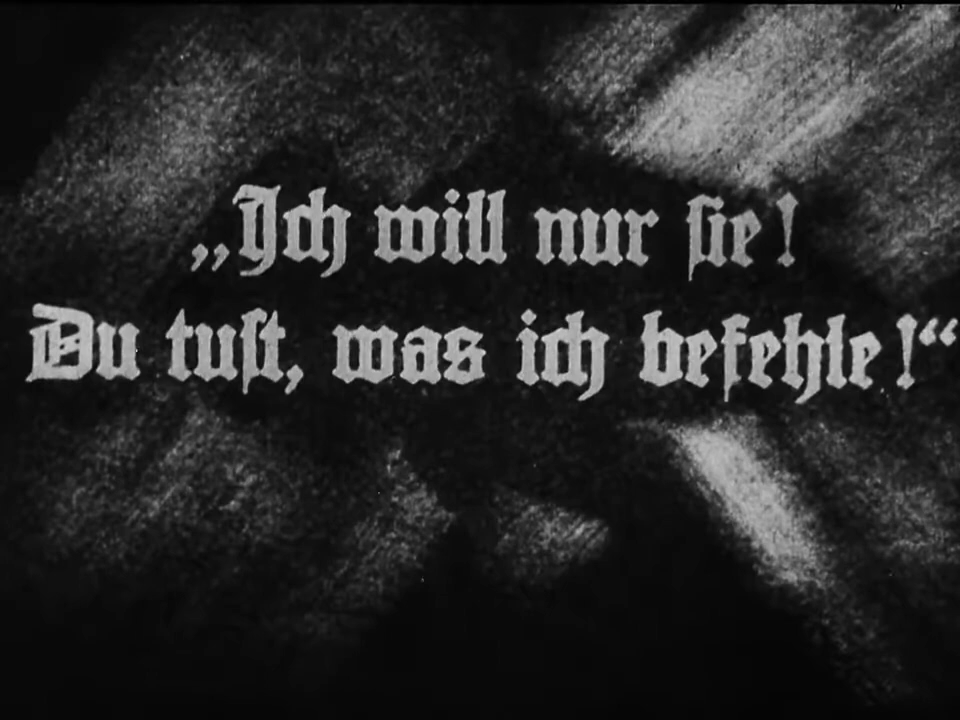 „Ich will nur sie!
Du tust, was ich befehle!“